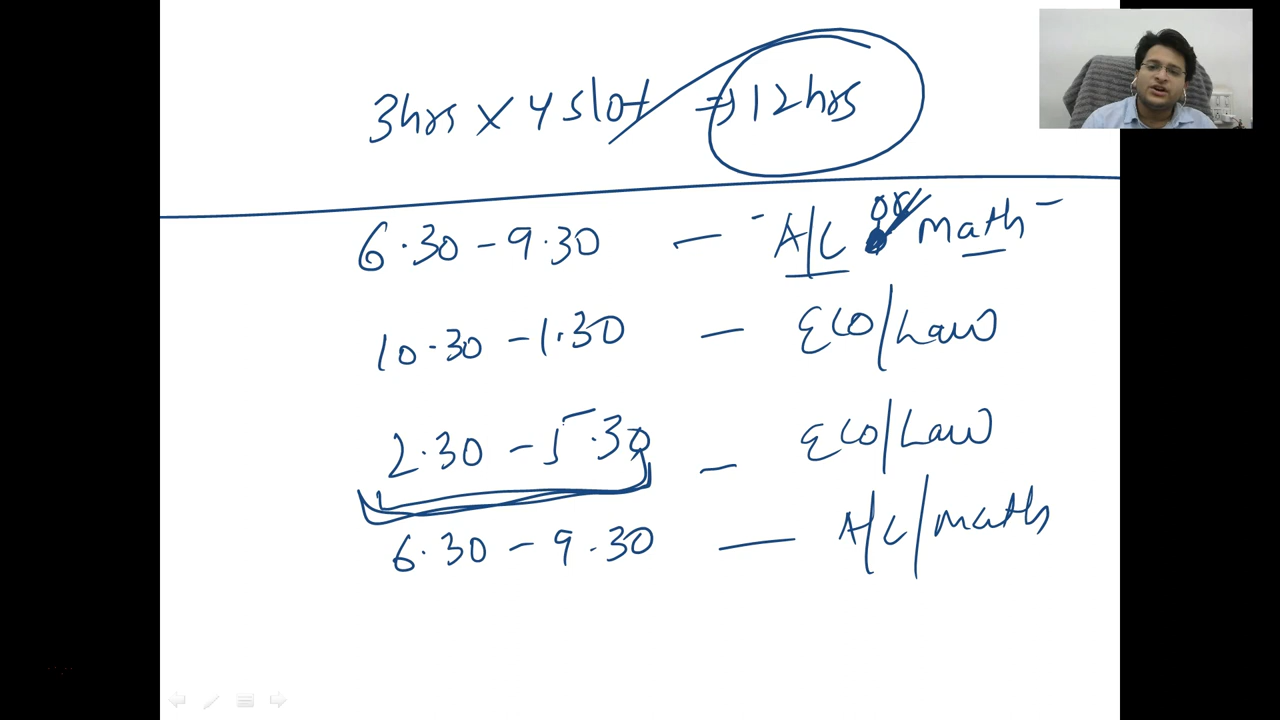 3hrs × 4 slot ⇒ 12 hrs
6.30 - 9.30 — - A/C or math -
10.30 - 1.30 — ECO/Law
2.30 - 5.30 — ECO/Law
6.30 - 9.30 — A/C/math